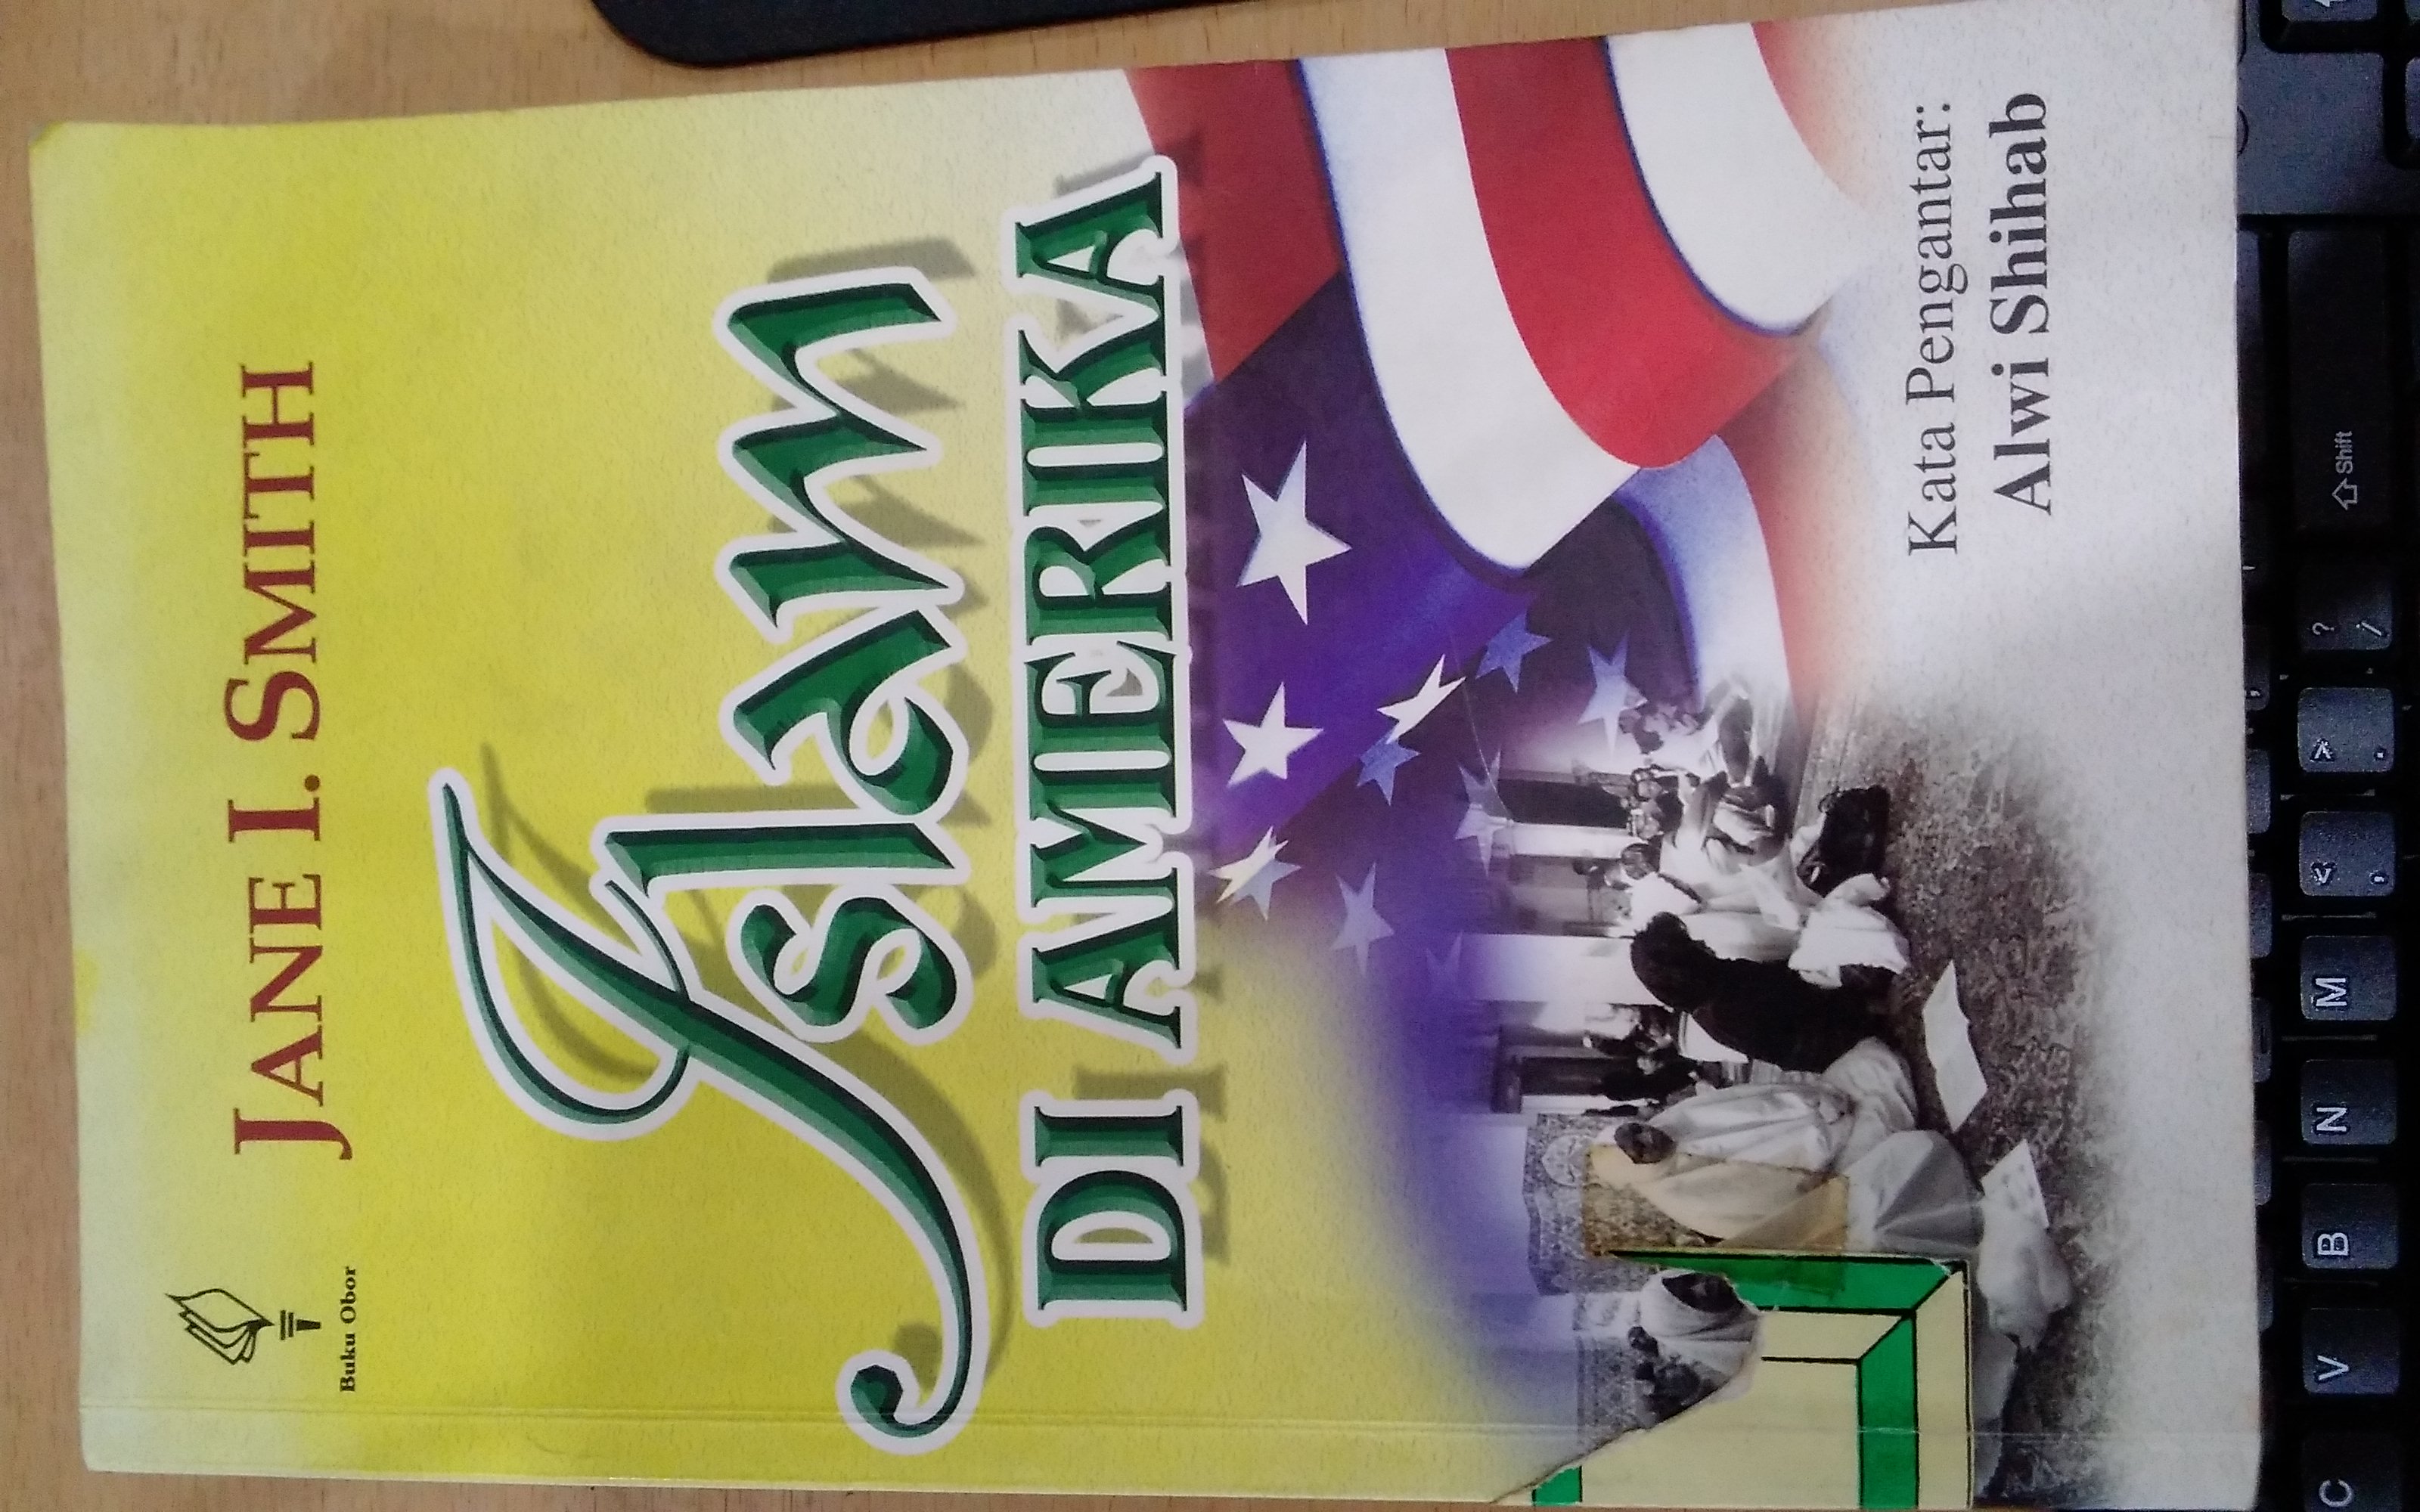 Buku Obor
JANE I. SMITH
Islam
DI AMERIKA
Kata Pengantar:
Alwi Shihab
Shift
?
/
>
.
<
,
M
N
B
V
C